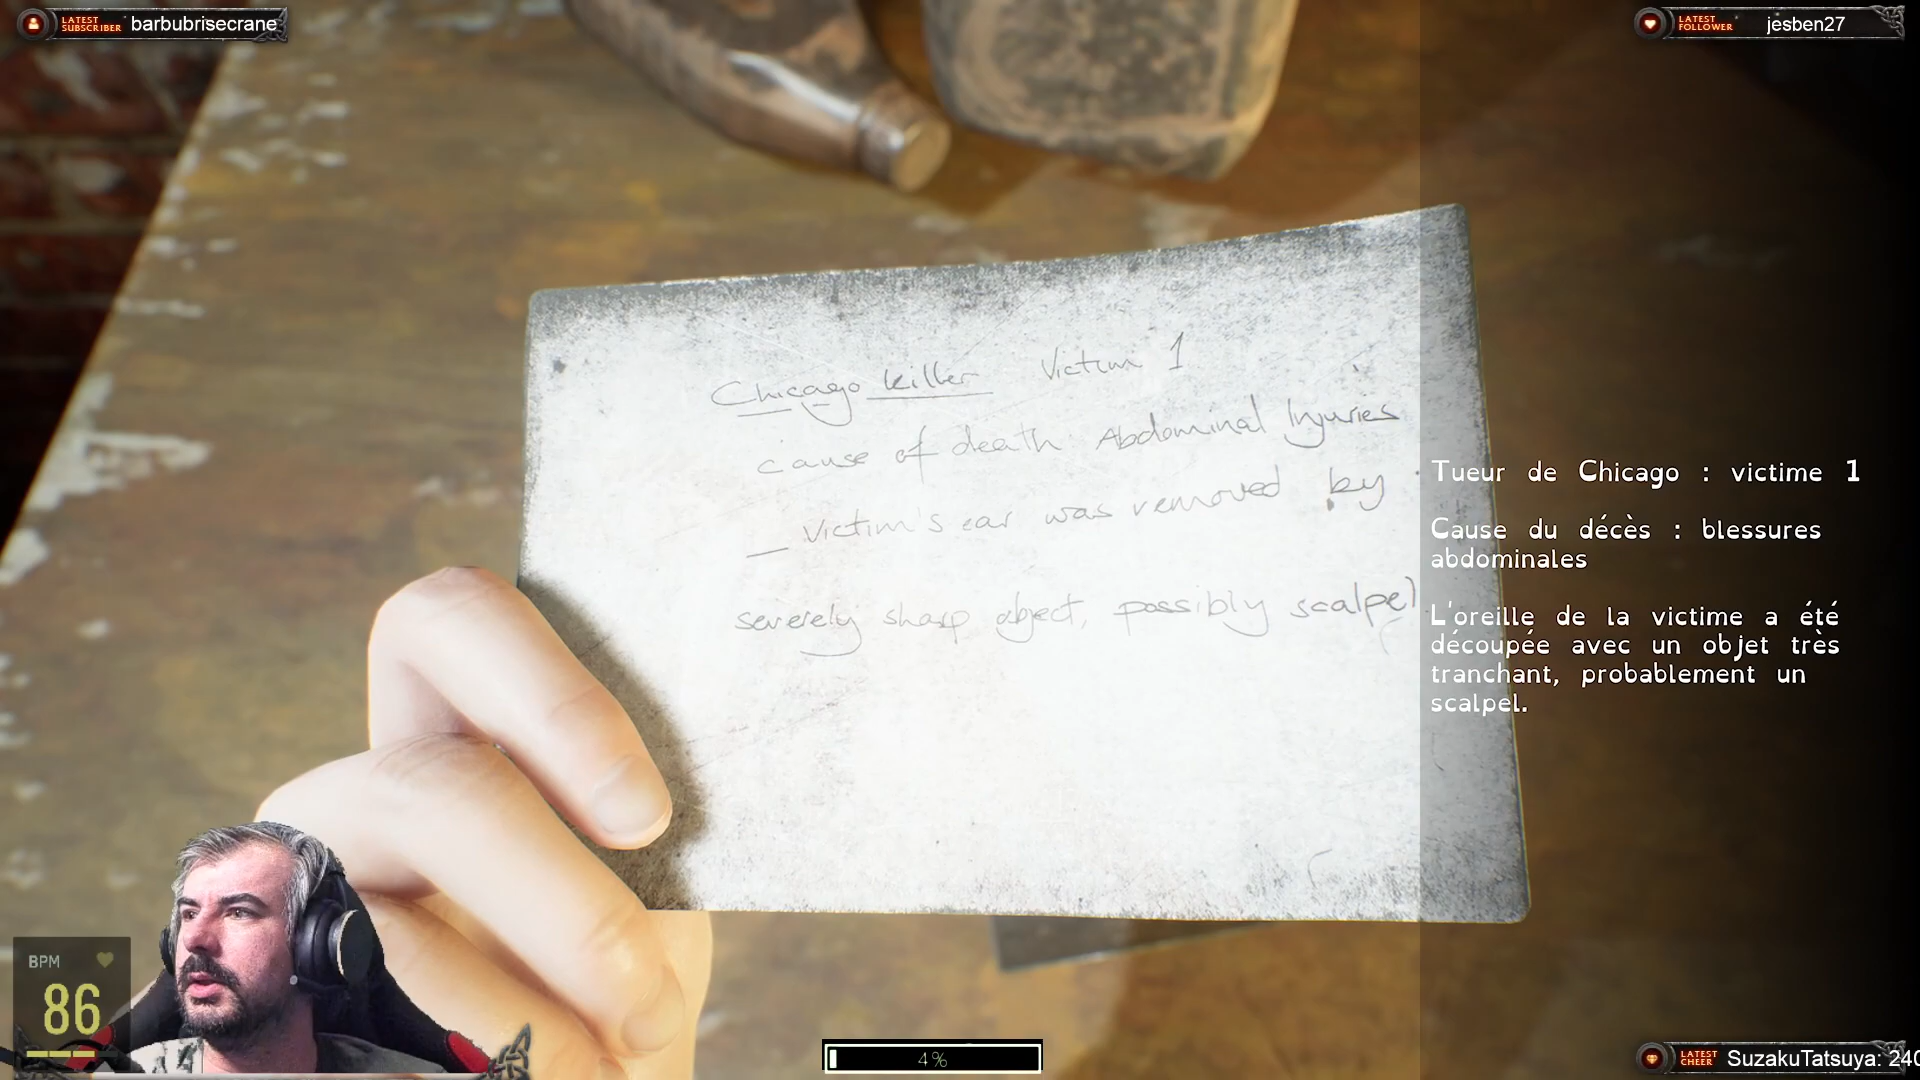 LATEST
SUBSCRIBER
barbubrisecrane
LATEST
FOLLOWER
jesben27
Chicago killer Victim 1
cause of death Abdominal Injuries
_ Victim's ear was removed by
severely sharp object, possibly scalpel
Tueur de Chicago : victime 1
Cause du décès : blessures
abdominales
L'oreille de la victime a été
découpée avec un objet très
tranchant, probablement un
scalpel.
BPM
86
4%
LATEST
CHEER
SuzakuTatsuya: 240